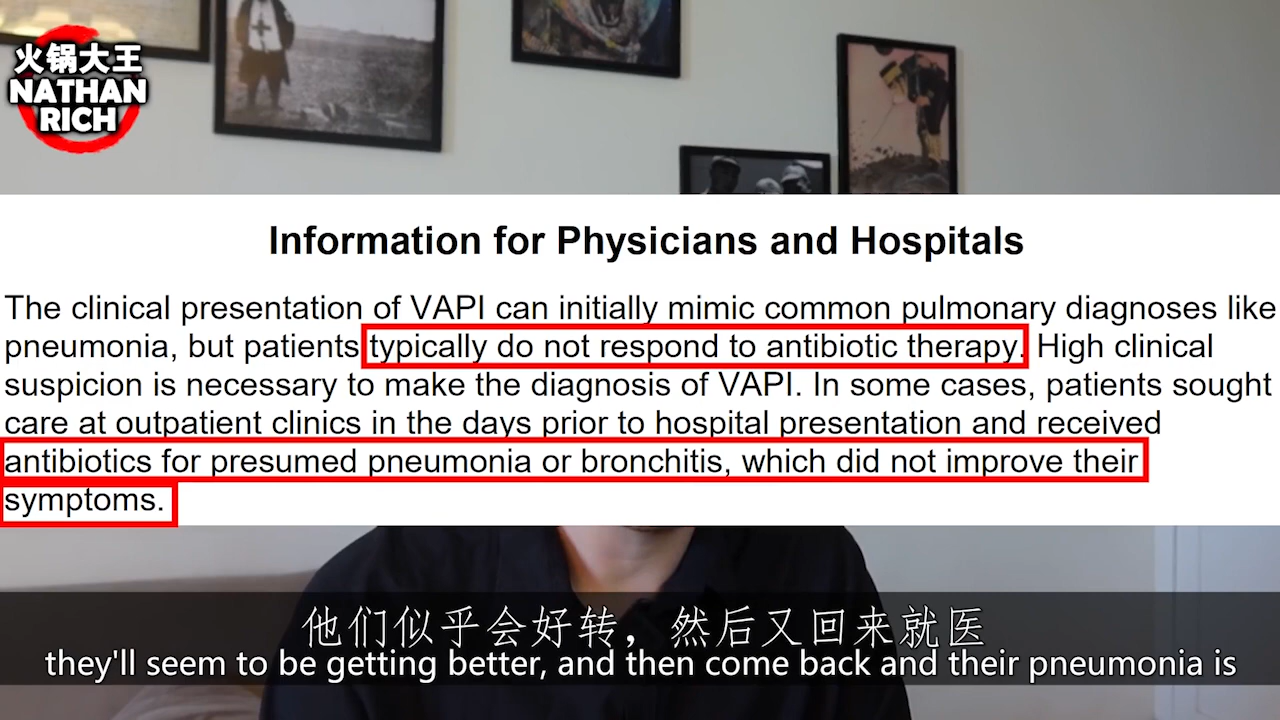 火锅大王
NATHAN
RICH
Information for Physicians and Hospitals
The clinical presentation of VAPI can initially mimic common pulmonary diagnoses like
pneumonia, but patients typically do not respond to antibiotic therapy. High clinical
suspicion is necessary to make the diagnosis of VAPI. In some cases, patients sought
care at outpatient clinics in the days prior to hospital presentation and received
antibiotics for presumed pneumonia or bronchitis, which did not improve their
symptoms.
他们似乎会好转，然后又回来就医
they'll seem to be getting better, and then come back and their pneumonia is